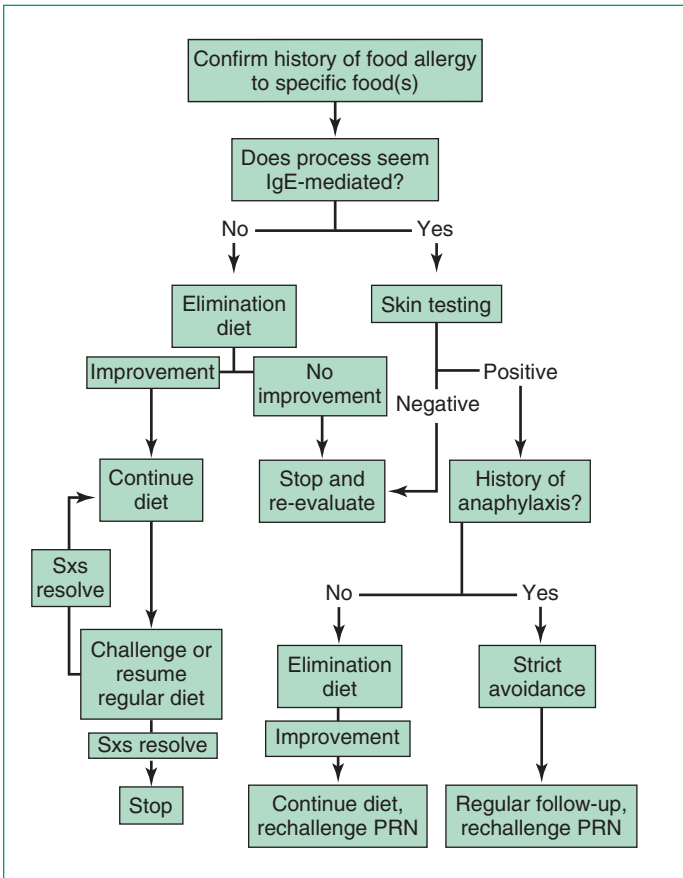 Confirm history of food allergy
to specific food(s)
Does process seem
IgE-mediated?
No
Yes
Elimination
diet
Skin testing
Improvement
No
improvement
Negative
Positive
Continue
diet
Stop and
re-evaluate
History of
anaphylaxis?
Sxs
resolve
No
Yes
Challenge or
resume
regular diet
Elimination
diet
Strict
avoidance
Sxs resolve
Improvement
Stop
Continue diet,
rechallenge PRN
Regular follow-up,
rechallenge PRN